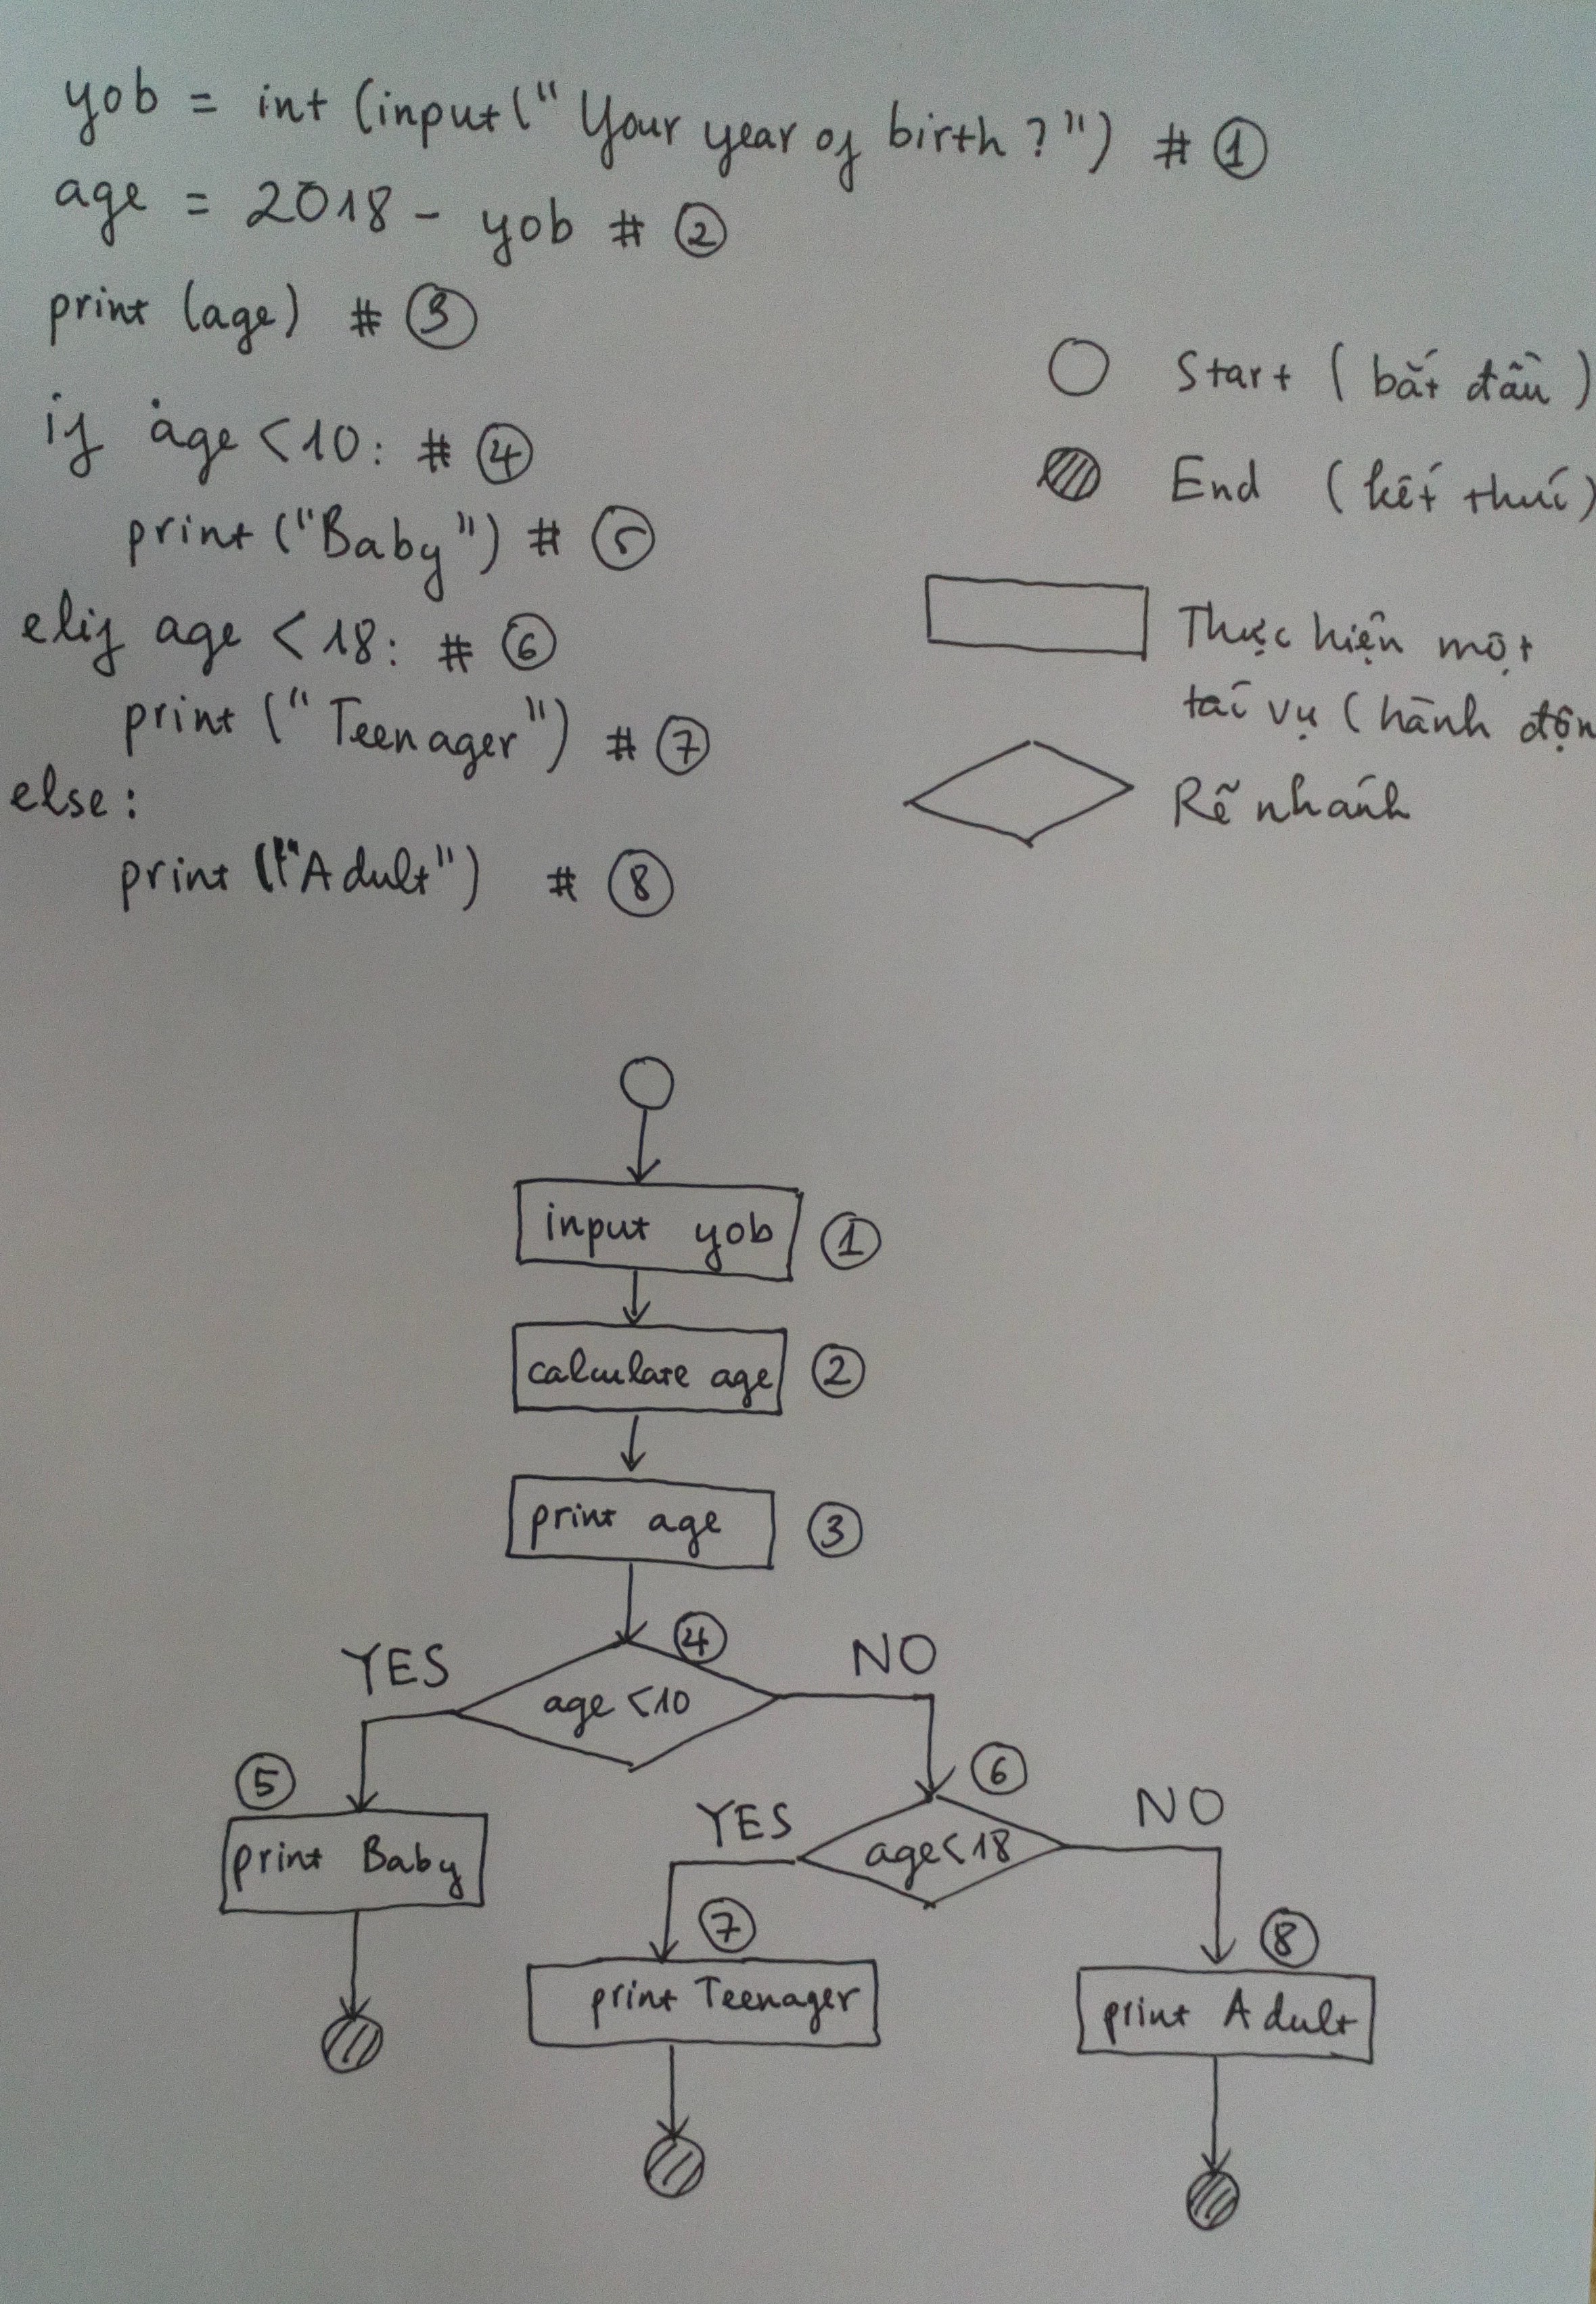 yob = int (input ("Your year of birth ?") # ①
age = 2018 - yob # ②
print (age) # ③
if age < 10 : # ④
print ("Baby") # ⑤
elif age < 18 : # ⑥
print ("Teenager") # ⑦
else :
print ("Adult") # ⑧
Start ( bắt đầu )
End ( kết thúc )
Thực hiện một
tác vụ ( hành độn
Rẽ nhánh
input yob ①
calculate age ②
print age ③
④
YES age < 10 NO
⑤ ⑥
print Baby YES age < 18 NO
⑦ ⑧
print Teenager print Adult